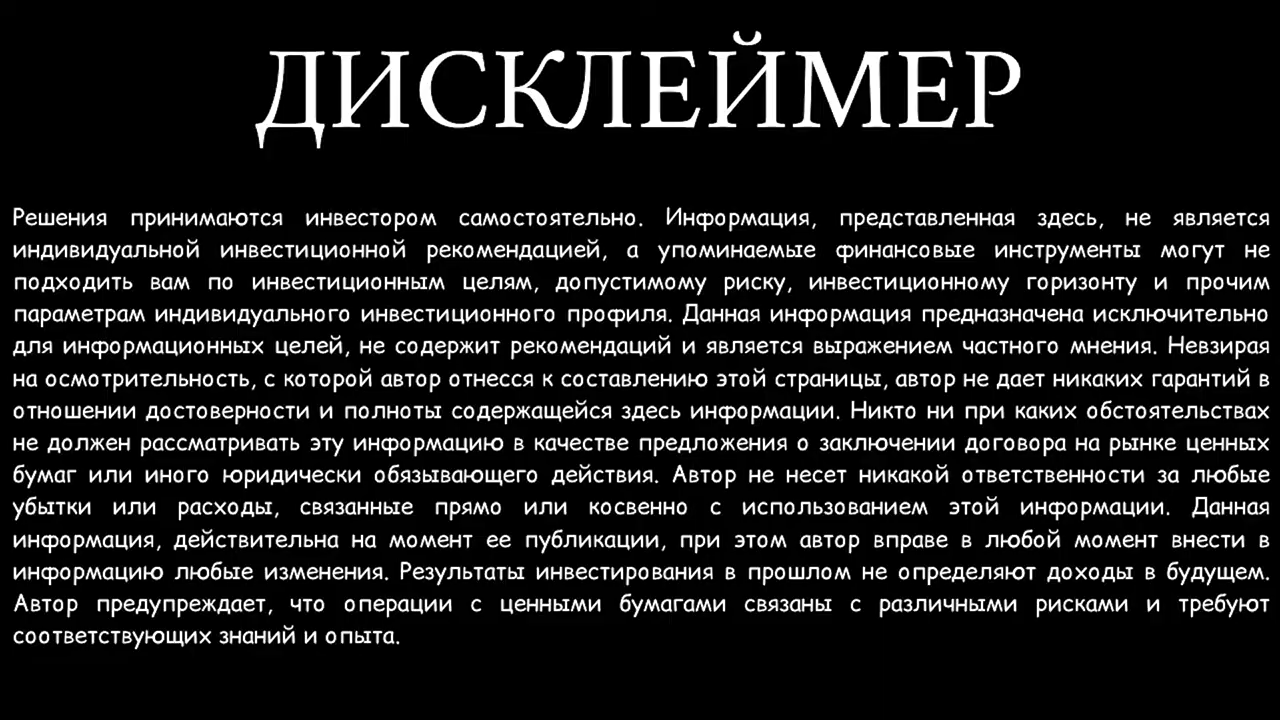 ДИСКЛЕЙМЕР
Решения принимаются инвестором самостоятельно. Информация, представленная здесь, не является
индивидуальной инвестиционной рекомендацией, а упоминаемые финансовые инструменты могут не
подходить вам по инвестиционным целям, допустимому риску, инвестиционному горизонту и прочим
параметрам индивидуального инвестиционного профиля. Данная информация предназначена исключительно
для информационных целей, не содержит рекомендаций и является выражением частного мнения. Невзирая
на осмотрительность, с которой автор отнесся к составлению этой страницы, автор не дает никаких гарантий в
отношении достоверности и полноты содержащейся здесь информации. Никто ни при каких обстоятельствах
не должен рассматривать эту информацию в качестве предложения о заключении договора на рынке ценных
бумаг или иного юридически обязывающего действия. Автор не несет никакой ответственности за любые
убытки или расходы, связанные прямо или косвенно с использованием этой информации. Данная
информация, действительна на момент ее публикации, при этом автор вправе в любой момент внести в
информацию любые изменения. Результаты инвестирования в прошлом не определяют доходы в будущем.
Автор предупреждает, что операции с ценными бумагами связаны с различными рисками и требуют
соответствующих знаний и опыта.